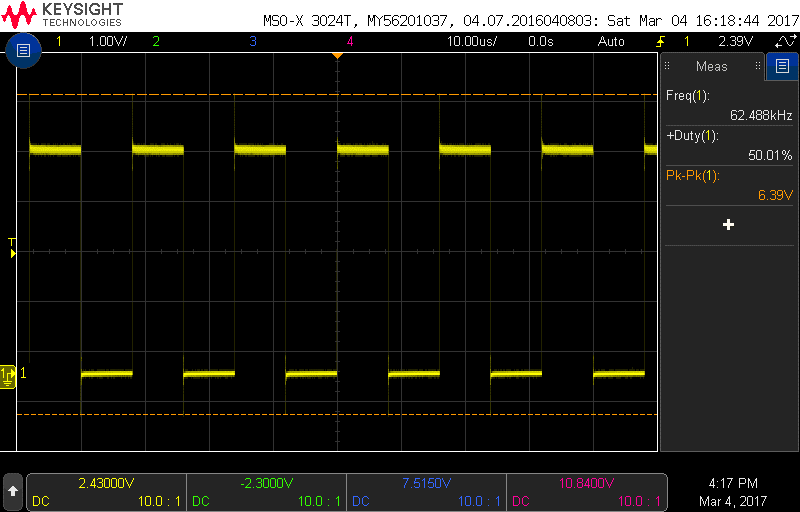 KEYSIGHT
TECHNOLOGIES
MSO-X 3024T, MY56201037, 04.07.2016040803: Sat Mar 04 16:18:44 2017
1 1.00V/ 2 3 4 10.00us/ 0.0s Auto 1 2.39V
Meas
Freq(1):
62.488kHz
+Duty(1):
50.01%
Pk-Pk(1):
6.39V
+
T
1 1
2.43000V -2.3000V 7.5150V 10.8400V
DC 10.0 : 1 DC 10.0 : 1 DC 10.0 : 1 DC 10.0 : 1
4:17 PM
Mar 4, 2017